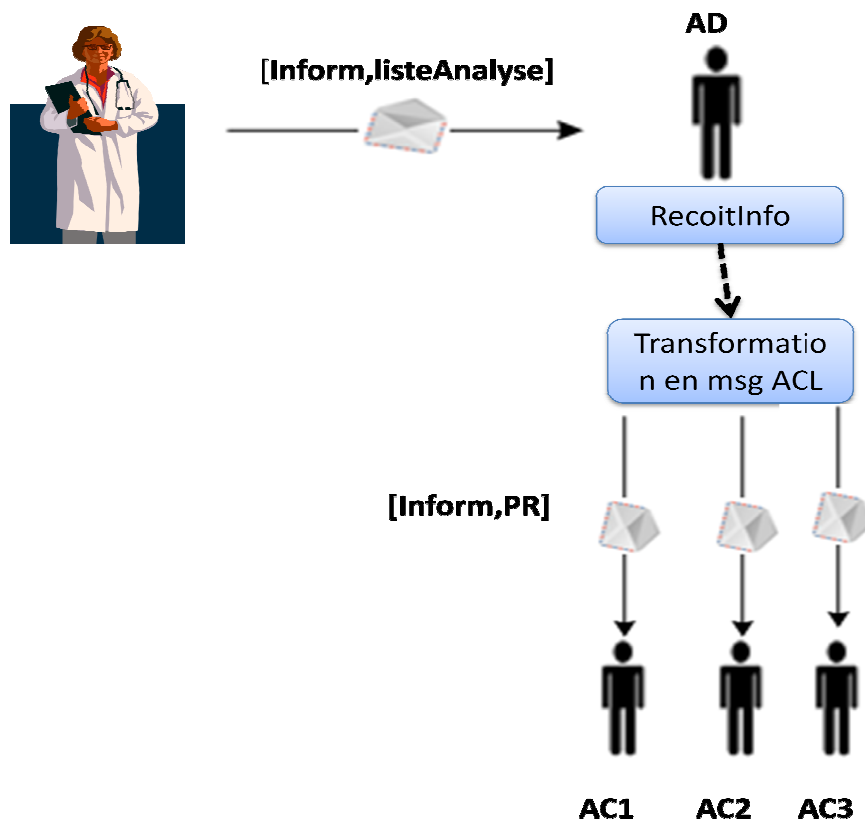 AD
[Inform,listeAnalyse]
RecoitInfo
Transformatio
n en msg ACL
[Inform,PR]
AC1 AC2 AC3